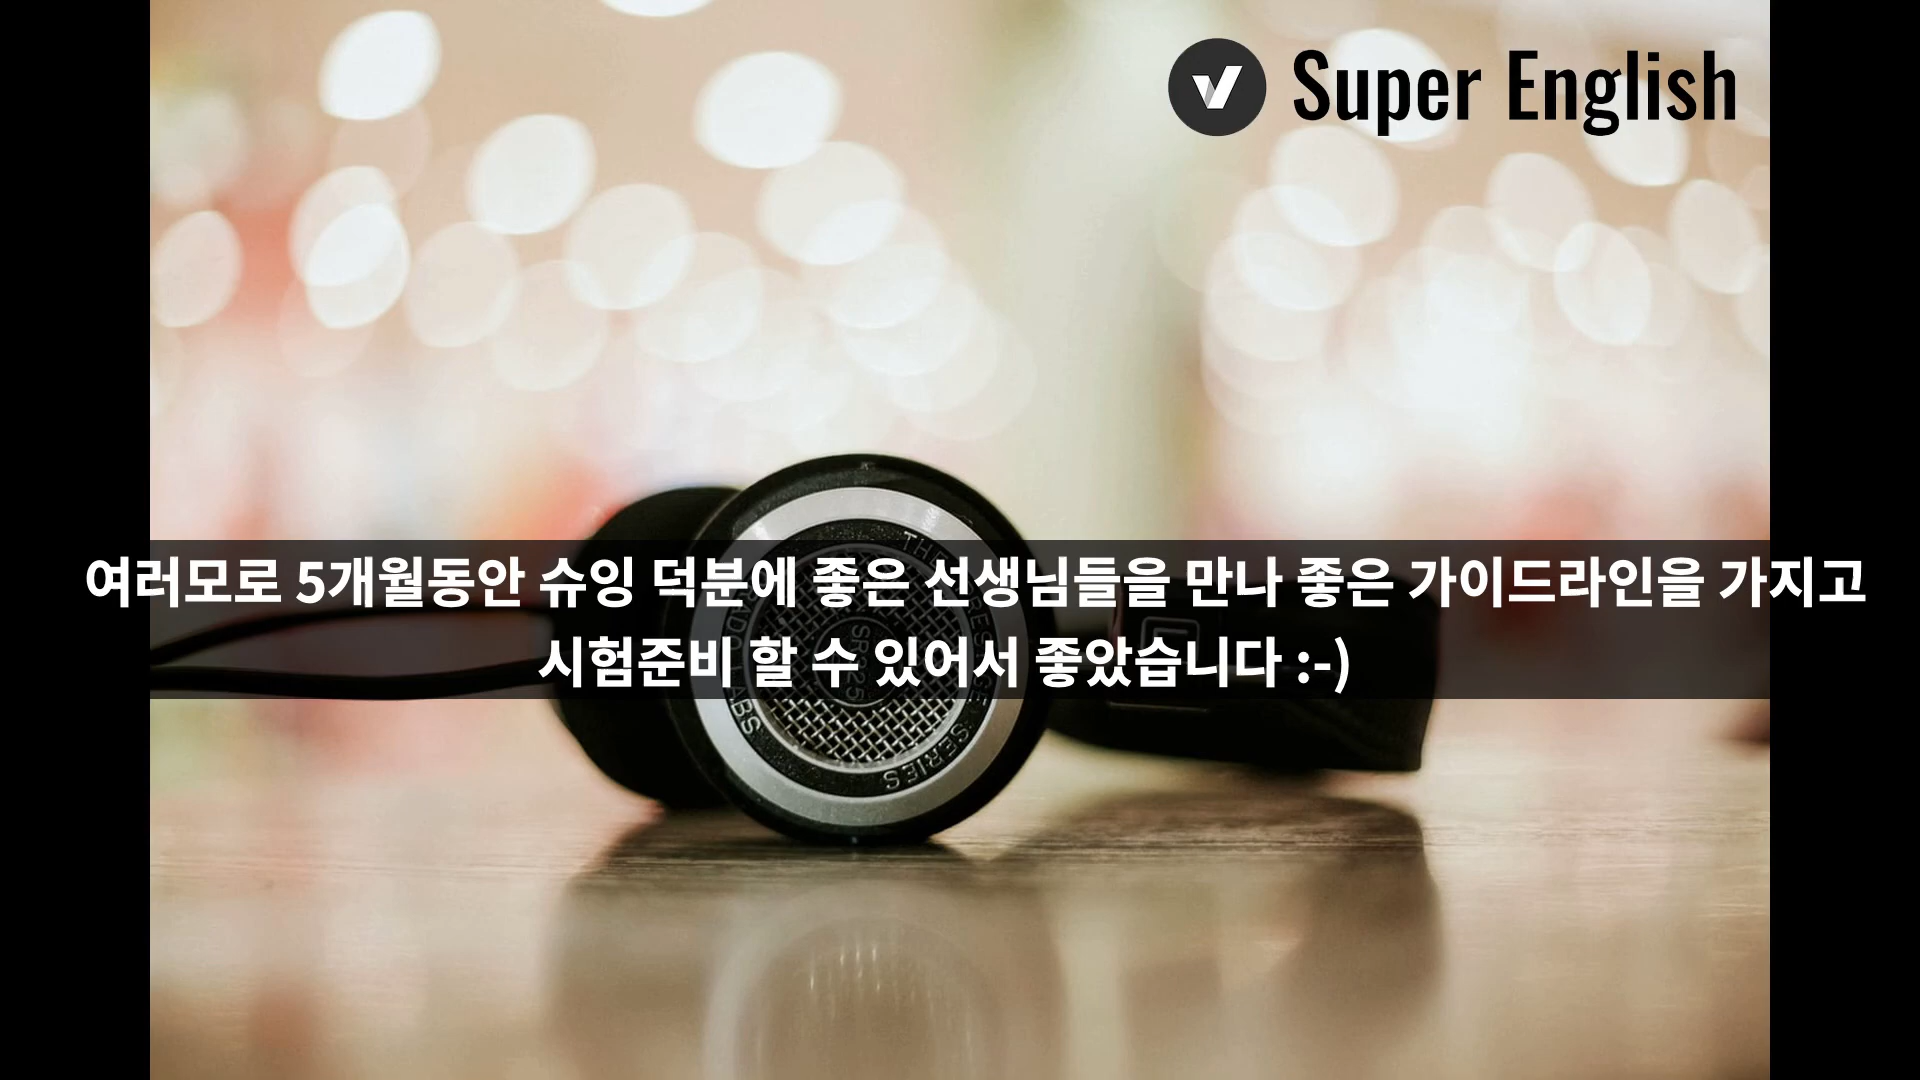 Super English
여러모로 5개월동안 슈잉 덕분에 좋은 선생님들을 만나 좋은 가이드라인을 가지고
시험준비 할 수 있어서 좋았습니다 :-)
SERIES